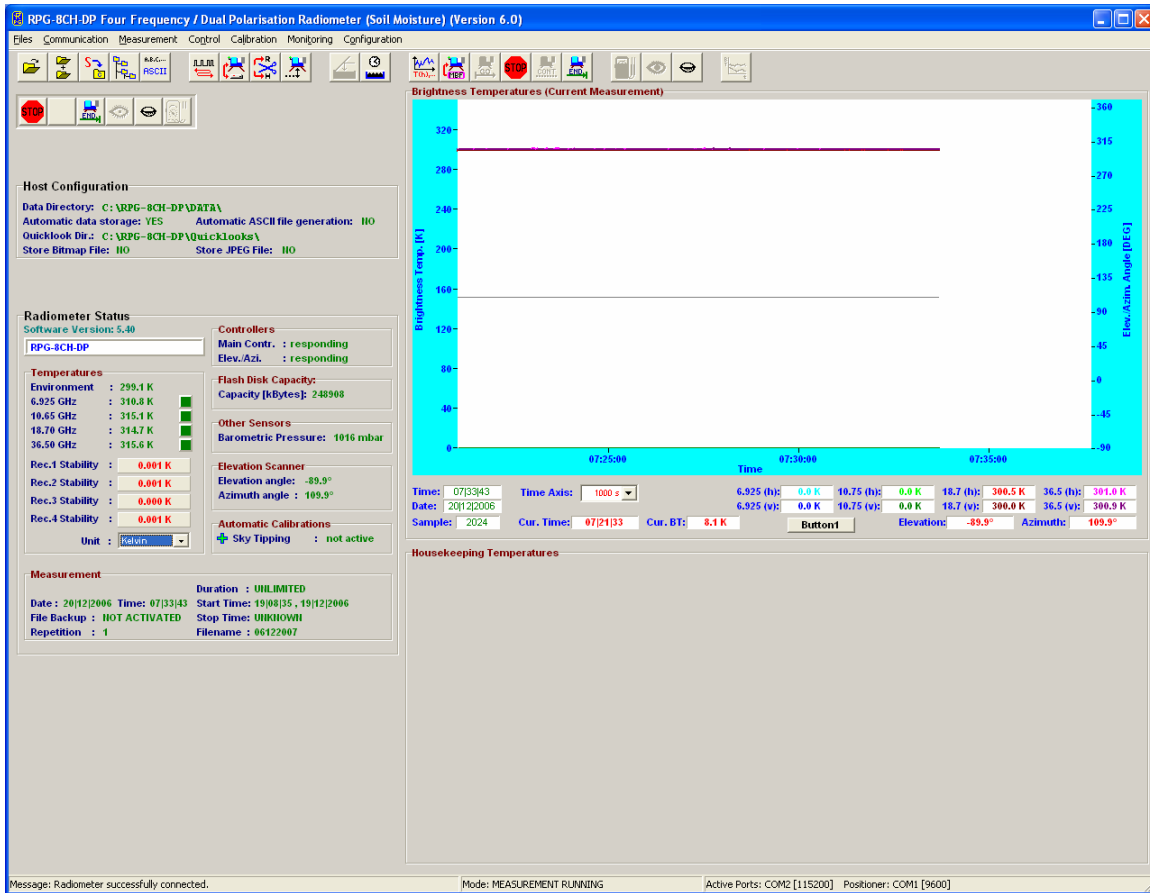 RPG-8CH-DP Four Frequency / Dual Polarisation Radiometer (Soil Moisture) (Version 6.0)
Files Communication Measurement Control Calibration Monitoring Configuration
A,B,C,... ASCII
T(h),...
MBF
GO
STOP
CONT.
END
STOP
END
Host Configuration
Data Directory: C:\RPG-8CH-DP\DATA\
Automatic data storage: YES Automatic ASCII file generation: NO
Quicklook Dir.: C:\RPG-8CH-DP\Quicklooks\
Store Bitmap File: NO Store JPEG File: NO
Radiometer Status
Software Version: 5.40
RPG-8CH-DP
Temperatures
Environment : 299.1 K
6.925 GHz : 310.8 K
10.65 GHz : 315.1 K
18.70 GHz : 314.7 K
36.50 GHz : 315.6 K
Rec.1 Stability : 0.001 K
Rec.2 Stability : 0.001 K
Rec.3 Stability : 0.000 K
Rec.4 Stability : 0.001 K
Unit : Kelvin
Controllers
Main Contr. : responding
Elev./Azi. : responding
Flash Disk Capacity:
Capacity [kBytes]: 248908
Other Sensors
Barometric Pressure: 1016 mbar
Elevation Scanner
Elevation angle: -89.9°
Azimuth angle : 109.9°
Automatic Calibrations
Sky Tipping : not active
Measurement
Duration : UNLIMITED
Date : 20|12|2006 Time: 07|33|43 Start Time: 19|08|35 , 19|12|2006
File Backup : NOT ACTIVATED Stop Time: UNKNOWN
Repetition : 1 Filename : 06122007
Brightness Temperatures (Current Measurement)
Brightness Temp. [K]
320
280
240
200
160
120
80
40
0
360
315
270
225
180
135
90
45
0
-45
-90
Elev./Azim. Angle [DEG]
07:25:00 07:30:00 07:35:00
Time
Time: 07|33|43 Time Axis: 1000 s 6.925 (h): 0.0 K 10.75 (h): 0.0 K 18.7 (h): 300.5 K 36.5 (h): 301.0 K
Date: 20|12|2006 6.925 (v): 0.0 K 10.75 (v): 0.0 K 18.7 (v): 300.0 K 36.5 (v): 300.9 K
Sample: 2024 Cur. Time: 07|21|33 Cur. BT: 8.1 K Button1 Elevation: -89.9° Azimuth: 109.9°
Housekeeping Temperatures
Message: Radiometer successfully connected. Mode: MEASUREMENT RUNNING Active Ports: COM2 [115200] Positioner: COM1 [9600]